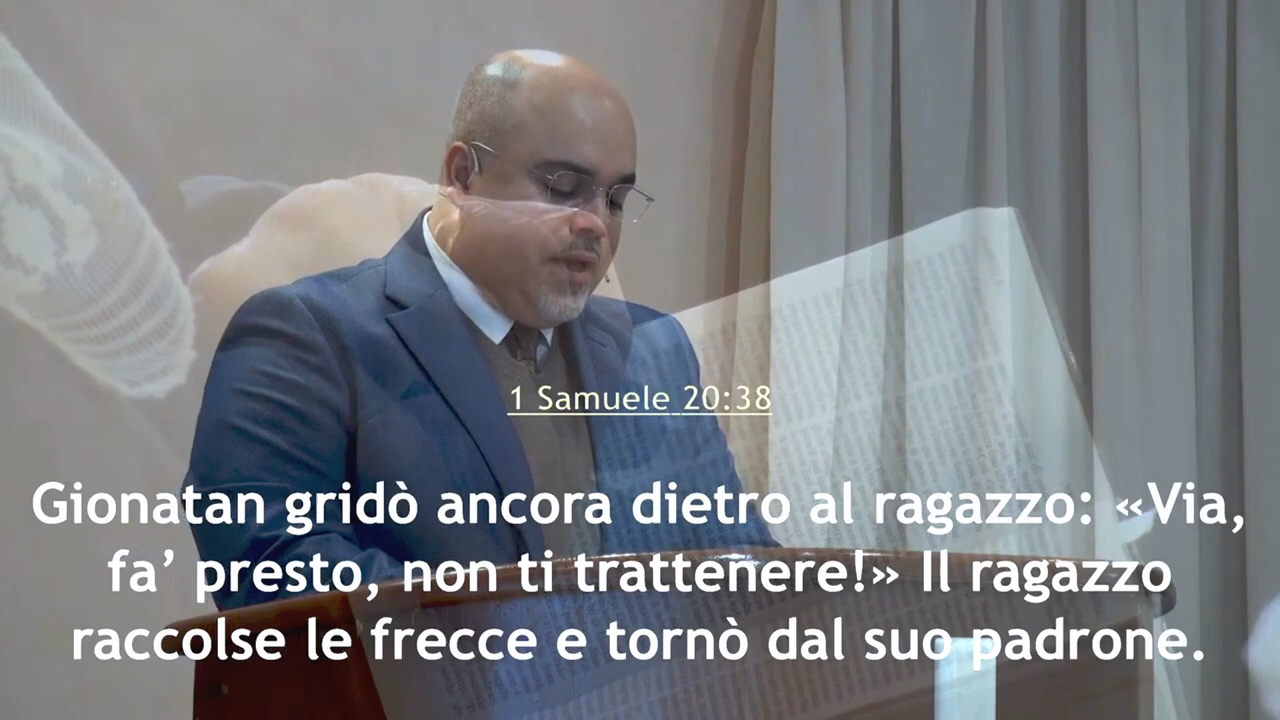 1 Samuele 20:38
Gionatan gridò ancora dietro al ragazzo: «Via,
fa’ presto, non ti trattenere!» Il ragazzo
raccolse le frecce e tornò dal suo padrone.